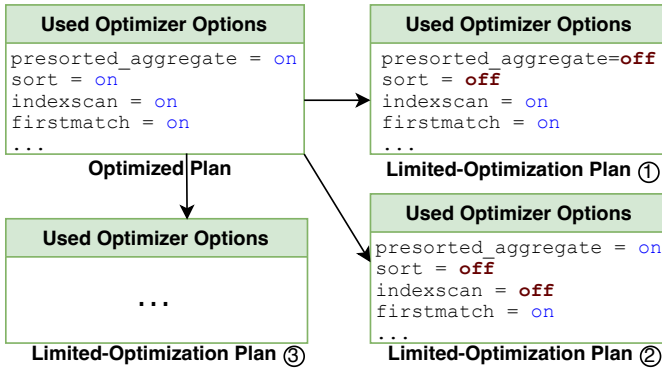 Used Optimizer Options
presorted_aggregate = on
sort = on
indexscan = on
firstmatch = on
...
Optimized Plan
Used Optimizer Options
presorted_aggregate=off
sort = off
indexscan = on
firstmatch = on
...
Limited-Optimization Plan ①
Used Optimizer Options
...
Limited-Optimization Plan ③
Used Optimizer Options
presorted_aggregate = on
sort = off
indexscan = off
firstmatch = on
...
Limited-Optimization Plan ②